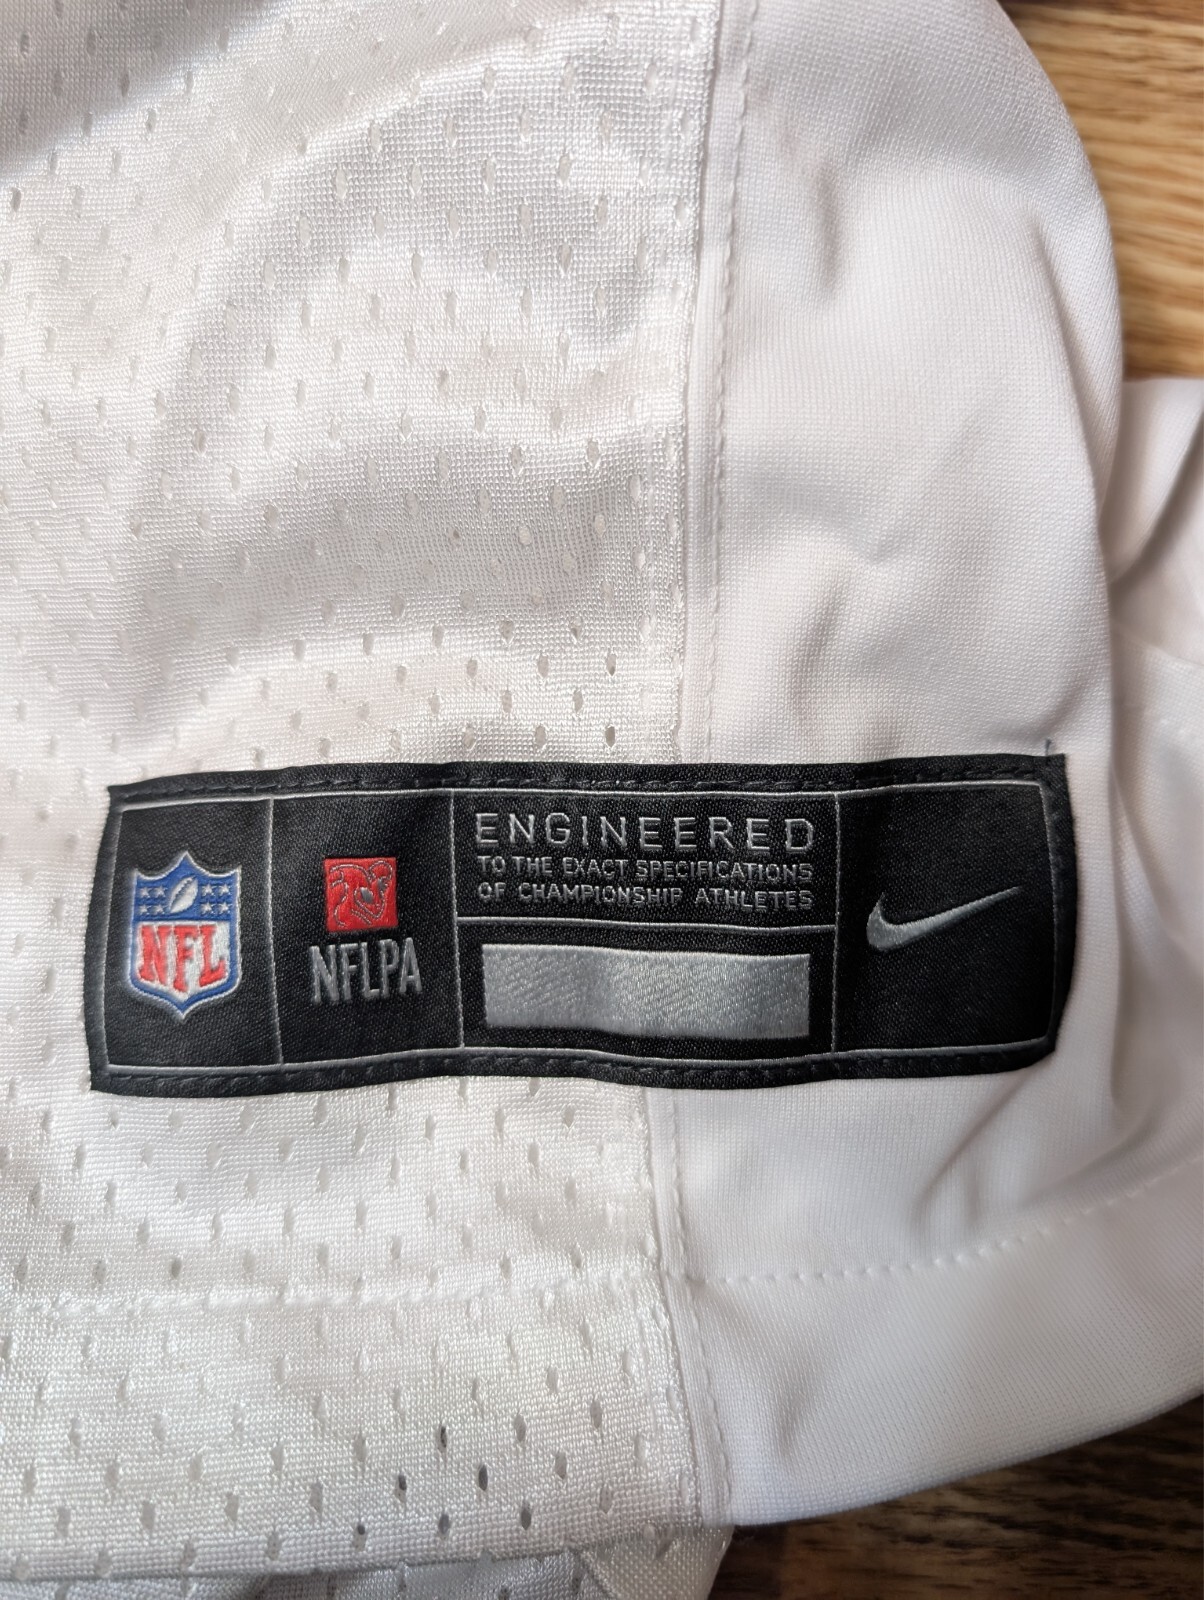 NFL
NFLPA
ENGINEERED
TO THE EXACT SPECIFICATIONS
OF CHAMPIONSHIP ATHLETES